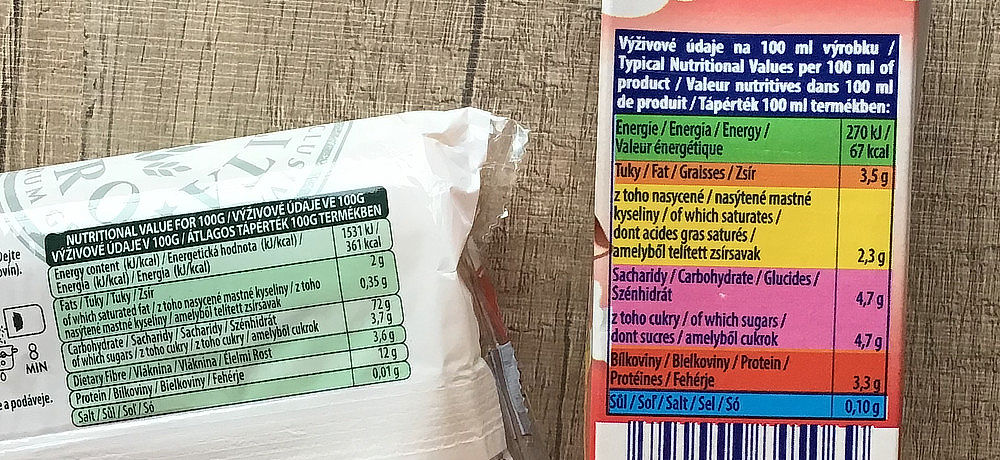 NUTRITIONAL VALUE FOR 100G / VÝŽIVOVÉ ÚDAJE VE 100G
VÝŽIVOVÉ ÚDAJE V 100G / ÁTLAGOS TÁPÉRTÉK 100G TERMÉKBEN
Energy content (kJ/kcal) / Energetická hodnota (kJ/kcal) / 1531 kJ /
Energia (kJ/kcal) / Energia (kJ/kcal) 361 kcal
Fats / Tuky / Tuky / Zsír 2 g
of which saturated fat / z toho nasycené mastné kyseliny / z toho 0,35 g
nasýtené mastné kyseliny / amelyből telített zsírsavak
Carbohydrate / Sacharidy / Sacharidy / Szénhidrát 72 g
of which sugars / z toho cukry / z toho cukry / amelyből cukrok 3,7 g
Dietary Fibre / Vláknina / Vláknina / Élelmi Rost 3,6 g
Protein / Bílkoviny / Bielkoviny / Fehérje 12 g
Salt / Sůl / Soľ / Só 0,01 g
8
MIN
e a podáveje.
Výživové údaje na 100 ml výrobku /
Typical Nutritional Values per 100 ml of
product / Valeur nutritives dans 100 ml
de produit / Tápérték 100 ml termékben:
Energie / Energia / Energy / 270 kJ /
Valeur énergétique 67 kcal
Tuky / Fat / Graisses / Zsír 3,5 g
z toho nasycené / nasýtené mastné
kyseliny / of which saturates /
dont acides gras saturés /
amelyből telített zsírsavak 2,3 g
Sacharidy / Carbohydrate / Glucides /
Szénhidrát 4,7 g
z toho cukry / of which sugars /
dont sucres / amelyből cukrok 4,7 g
Bílkoviny / Bielkoviny / Protein /
Protéines / Fehérje 3,3 g
Sůl / Soľ / Salt / Sel / Só 0,10 g